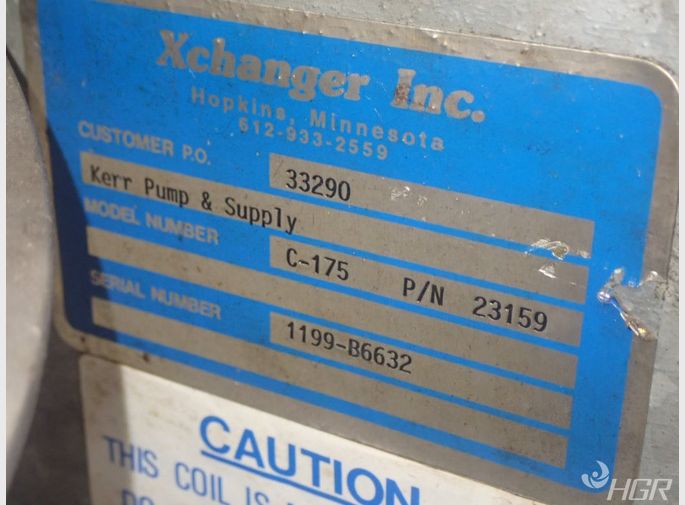 Xchanger Inc.
Hopkins, Minnesota
612-933-2559
CUSTOMER P.O. 33290
Kerr Pump & Supply
MODEL NUMBER C-175 P/N 23159
SERIAL NUMBER 1199-B6632
CAUTION
THIS COIL IS
HGR